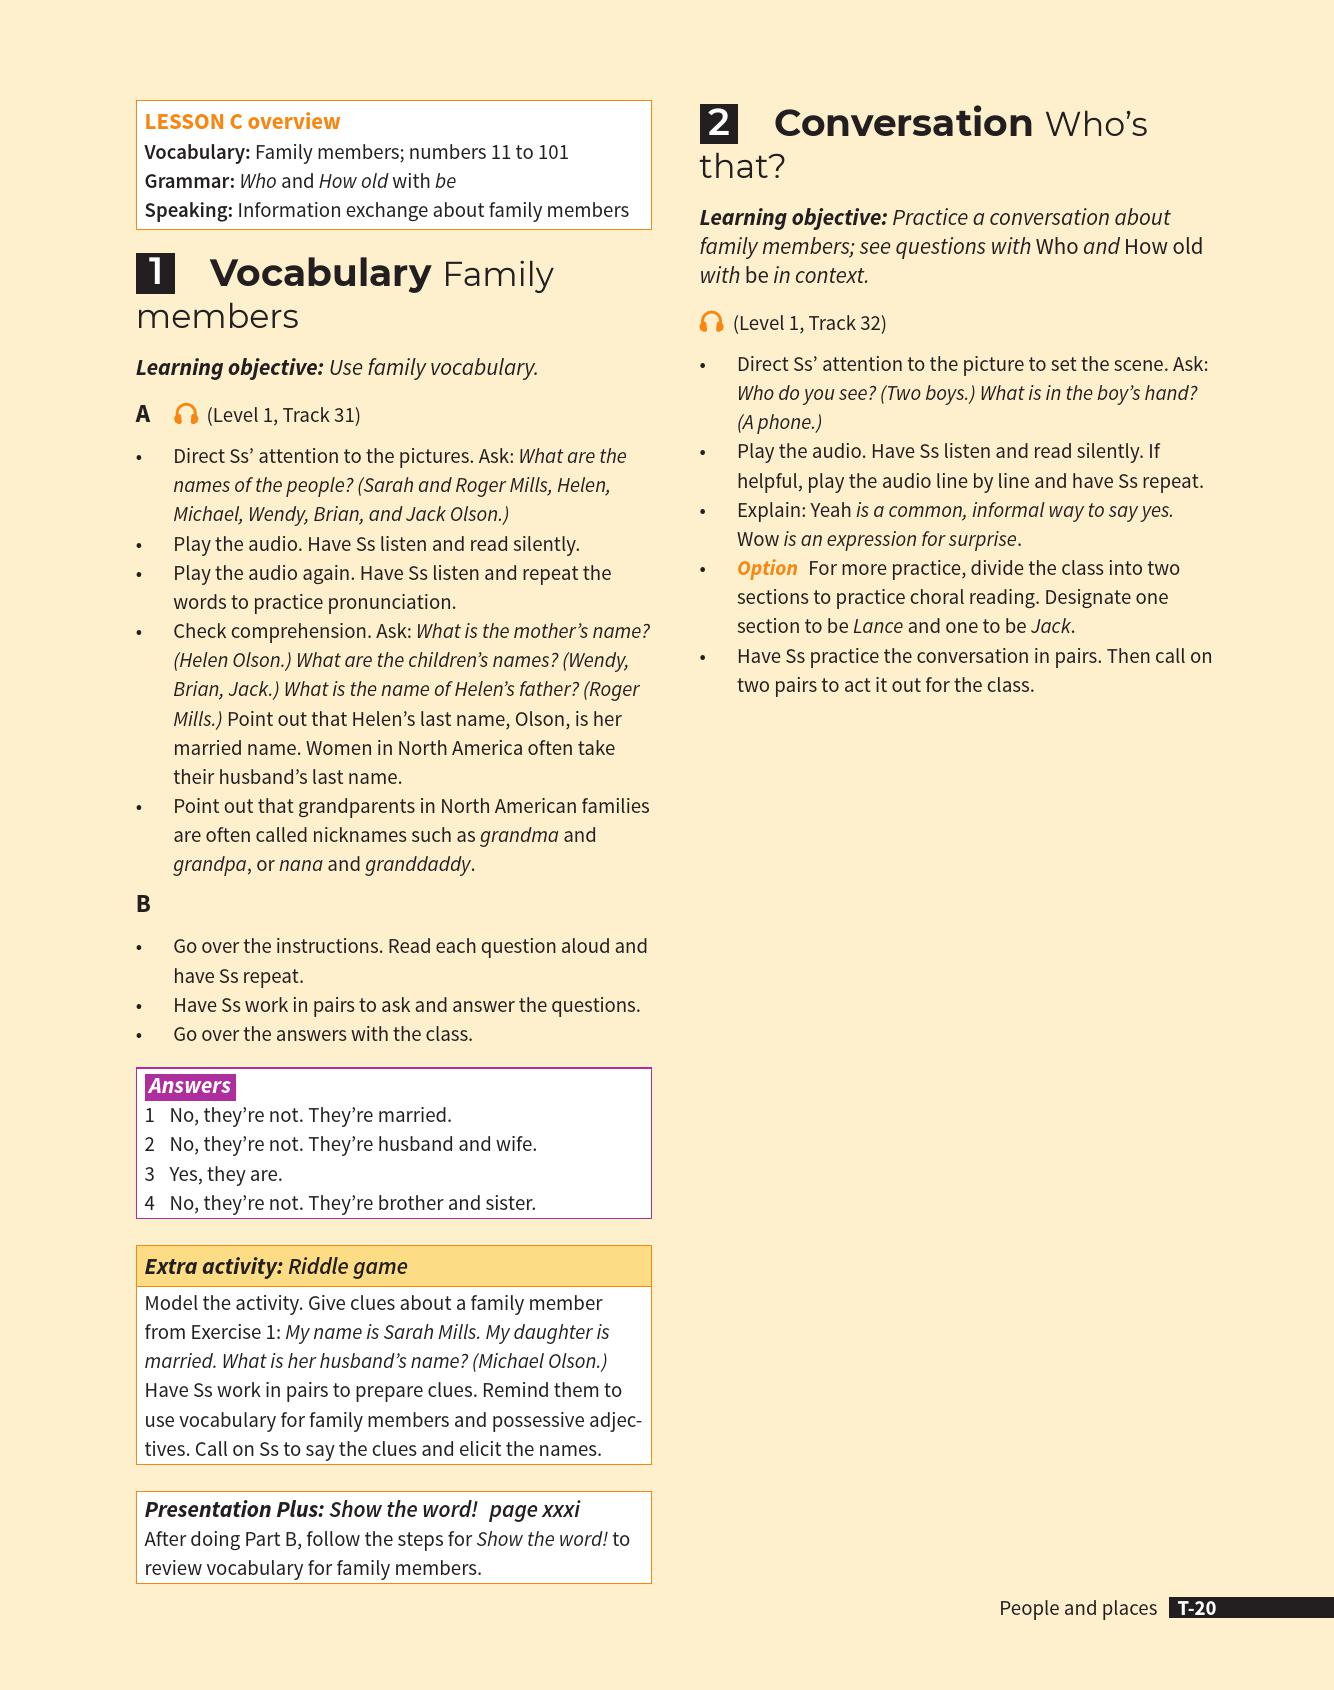 LESSON C overview
Vocabulary: Family members; numbers 11 to 101
Grammar: Who and How old with be
Speaking: Information exchange about family members
1 Vocabulary Family
members
Learning objective: Use family vocabulary.
A (Level 1, Track 31)
• Direct Ss’ attention to the pictures. Ask: What are the
names of the people? (Sarah and Roger Mills, Helen,
Michael, Wendy, Brian, and Jack Olson.)
• Play the audio. Have Ss listen and read silently.
• Play the audio again. Have Ss listen and repeat the
words to practice pronunciation.
• Check comprehension. Ask: What is the mother’s name?
(Helen Olson.) What are the children’s names? (Wendy,
Brian, Jack.) What is the name of Helen’s father? (Roger
Mills.) Point out that Helen’s last name, Olson, is her
married name. Women in North America often take
their husband’s last name.
• Point out that grandparents in North American families
are often called nicknames such as grandma and
grandpa, or nana and granddaddy.
B
• Go over the instructions. Read each question aloud and
have Ss repeat.
• Have Ss work in pairs to ask and answer the questions.
• Go over the answers with the class.
Answers
1 No, they’re not. They’re married.
2 No, they’re not. They’re husband and wife.
3 Yes, they are.
4 No, they’re not. They’re brother and sister.
Extra activity: Riddle game
Model the activity. Give clues about a family member
from Exercise 1: My name is Sarah Mills. My daughter is
married. What is her husband’s name? (Michael Olson.)
Have Ss work in pairs to prepare clues. Remind them to
use vocabulary for family members and possessive adjec-
tives. Call on Ss to say the clues and elicit the names.
Presentation Plus: Show the word! page xxxi
After doing Part B, follow the steps for Show the word! to
review vocabulary for family members.
2 Conversation Who’s
that?
Learning objective: Practice a conversation about
family members; see questions with Who and How old
with be in context.
(Level 1, Track 32)
• Direct Ss’ attention to the picture to set the scene. Ask:
Who do you see? (Two boys.) What is in the boy’s hand?
(A phone.)
• Play the audio. Have Ss listen and read silently. If
helpful, play the audio line by line and have Ss repeat.
• Explain: Yeah is a common, informal way to say yes.
Wow is an expression for surprise.
• Option For more practice, divide the class into two
sections to practice choral reading. Designate one
section to be Lance and one to be Jack.
• Have Ss practice the conversation in pairs. Then call on
two pairs to act it out for the class.
People and places T-20